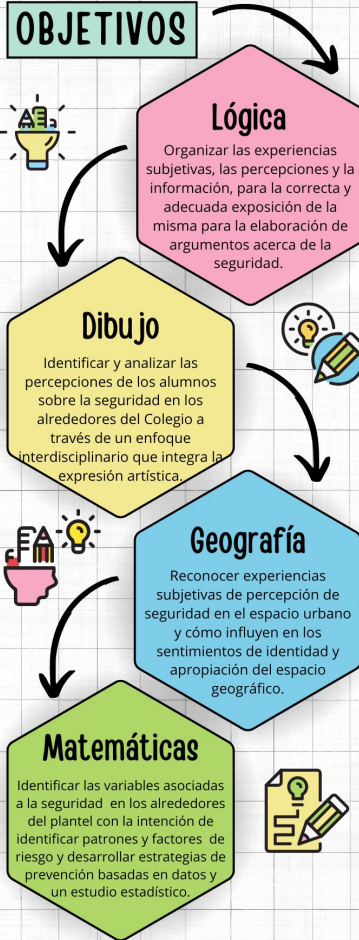 OBJETIVOS
Lógica
Organizar las experiencias
subjetivas, las percepciones y la
información, para la correcta y
adecuada exposición de la
misma para la elaboración de
argumentos acerca de la
seguridad.
Dibujo
Identificar y analizar las
percepciones de los alumnos
sobre la seguridad en los
alrededores del Colegio a
través de un enfoque
interdisciplinario que integra la
expresión artística.
Geografía
Reconocer experiencias
subjetivas de percepción de
seguridad en el espacio urbano
y cómo influyen en los
sentimientos de identidad y
apropiación del espacio
geográfico.
Matemáticas
Identificar las variables asociadas
a la seguridad en los alrededores
del plantel con la intención de
identificar patrones y factores de
riesgo y desarrollar estrategias de
prevención basadas en datos y
un estudio estadístico.